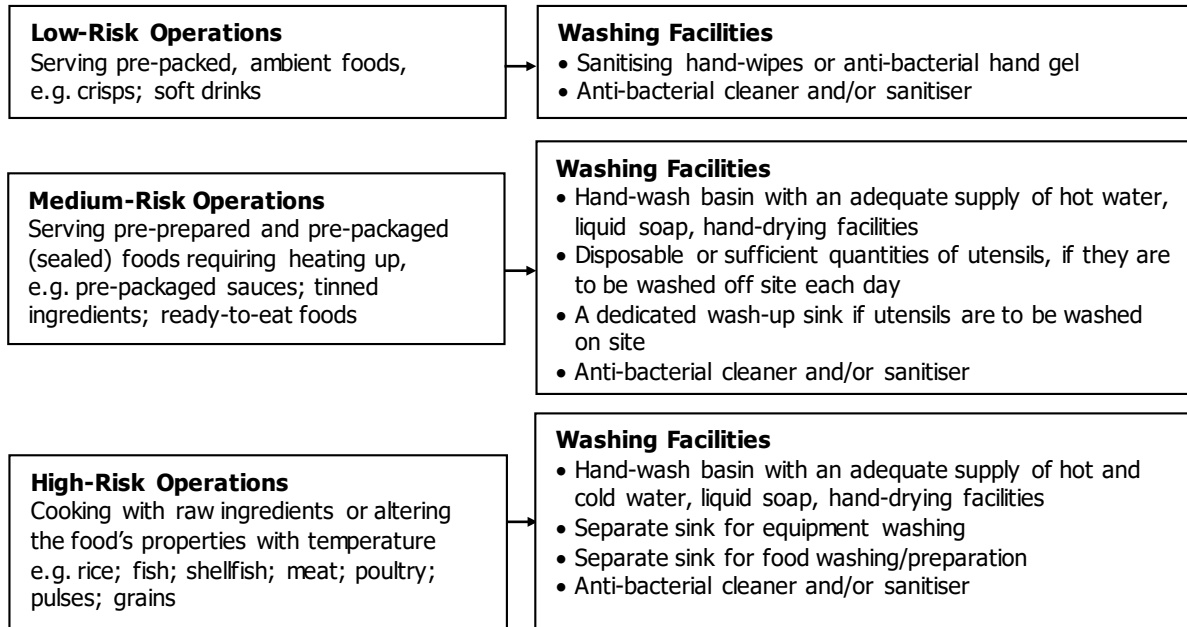 Low-Risk Operations
Serving pre-packed, ambient foods,
e.g. crisps; soft drinks
Washing Facilities
• Sanitising hand-wipes or anti-bacterial hand gel
• Anti-bacterial cleaner and/or sanitiser
Medium-Risk Operations
Serving pre-prepared and pre-packaged
(sealed) foods requiring heating up,
e.g. pre-packaged sauces; tinned
ingredients; ready-to-eat foods
Washing Facilities
• Hand-wash basin with an adequate supply of hot water,
liquid soap, hand-drying facilities
• Disposable or sufficient quantities of utensils, if they are
to be washed off site each day
• A dedicated wash-up sink if utensils are to be washed
on site
• Anti-bacterial cleaner and/or sanitiser
High-Risk Operations
Cooking with raw ingredients or altering
the food's properties with temperature
e.g. rice; fish; shellfish; meat; poultry;
pulses; grains
Washing Facilities
• Hand-wash basin with an adequate supply of hot and
cold water, liquid soap, hand-drying facilities
• Separate sink for equipment washing
• Separate sink for food washing/preparation
• Anti-bacterial cleaner and/or sanitiser